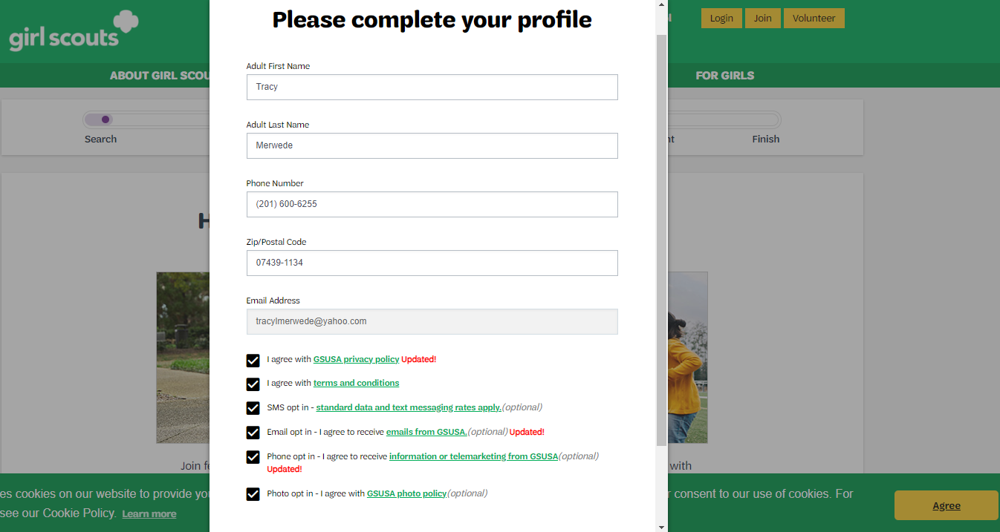 girl scouts
Login
Join
Volunteer
ABOUT GIRL SCOU
FOR GIRLS
Search
nt
Finish
H
Please complete your profile
Adult First Name
Tracy
Adult Last Name
Merwede
Phone Number
(201) 600-6255
Zip/Postal Code
07439-1134
Email Address
tracylmerwede@yahoo.com
I agree with GSUSA privacy policy Updated!
I agree with terms and conditions
SMS opt in - standard data and text messaging rates apply.(optional)
Email opt in - I agree to receive emails from GSUSA.(optional) Updated!
Phone opt in - I agree to receive information or telemarketing from GSUSA(optional)
Updated!
Photo opt in - I agree with GSUSA photo policy(optional)
Join fe
with
es cookies on our website to provide you
r consent to our use of cookies. For
see our Cookie Policy. Learn more
Agree